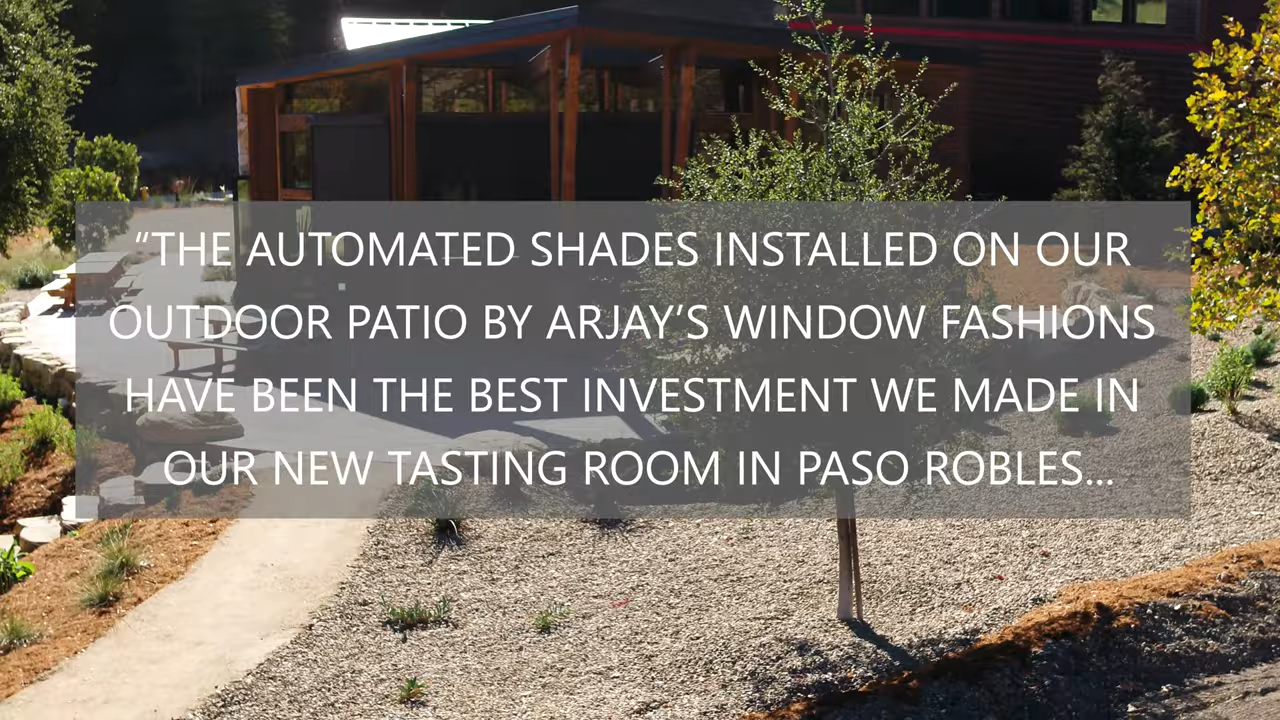 “THE AUTOMATED SHADES INSTALLED ON OUR
OUTDOOR PATIO BY ARJAY’S WINDOW FASHIONS
HAVE BEEN THE BEST INVESTMENT WE MADE IN
OUR NEW TASTING ROOM IN PASO ROBLES...